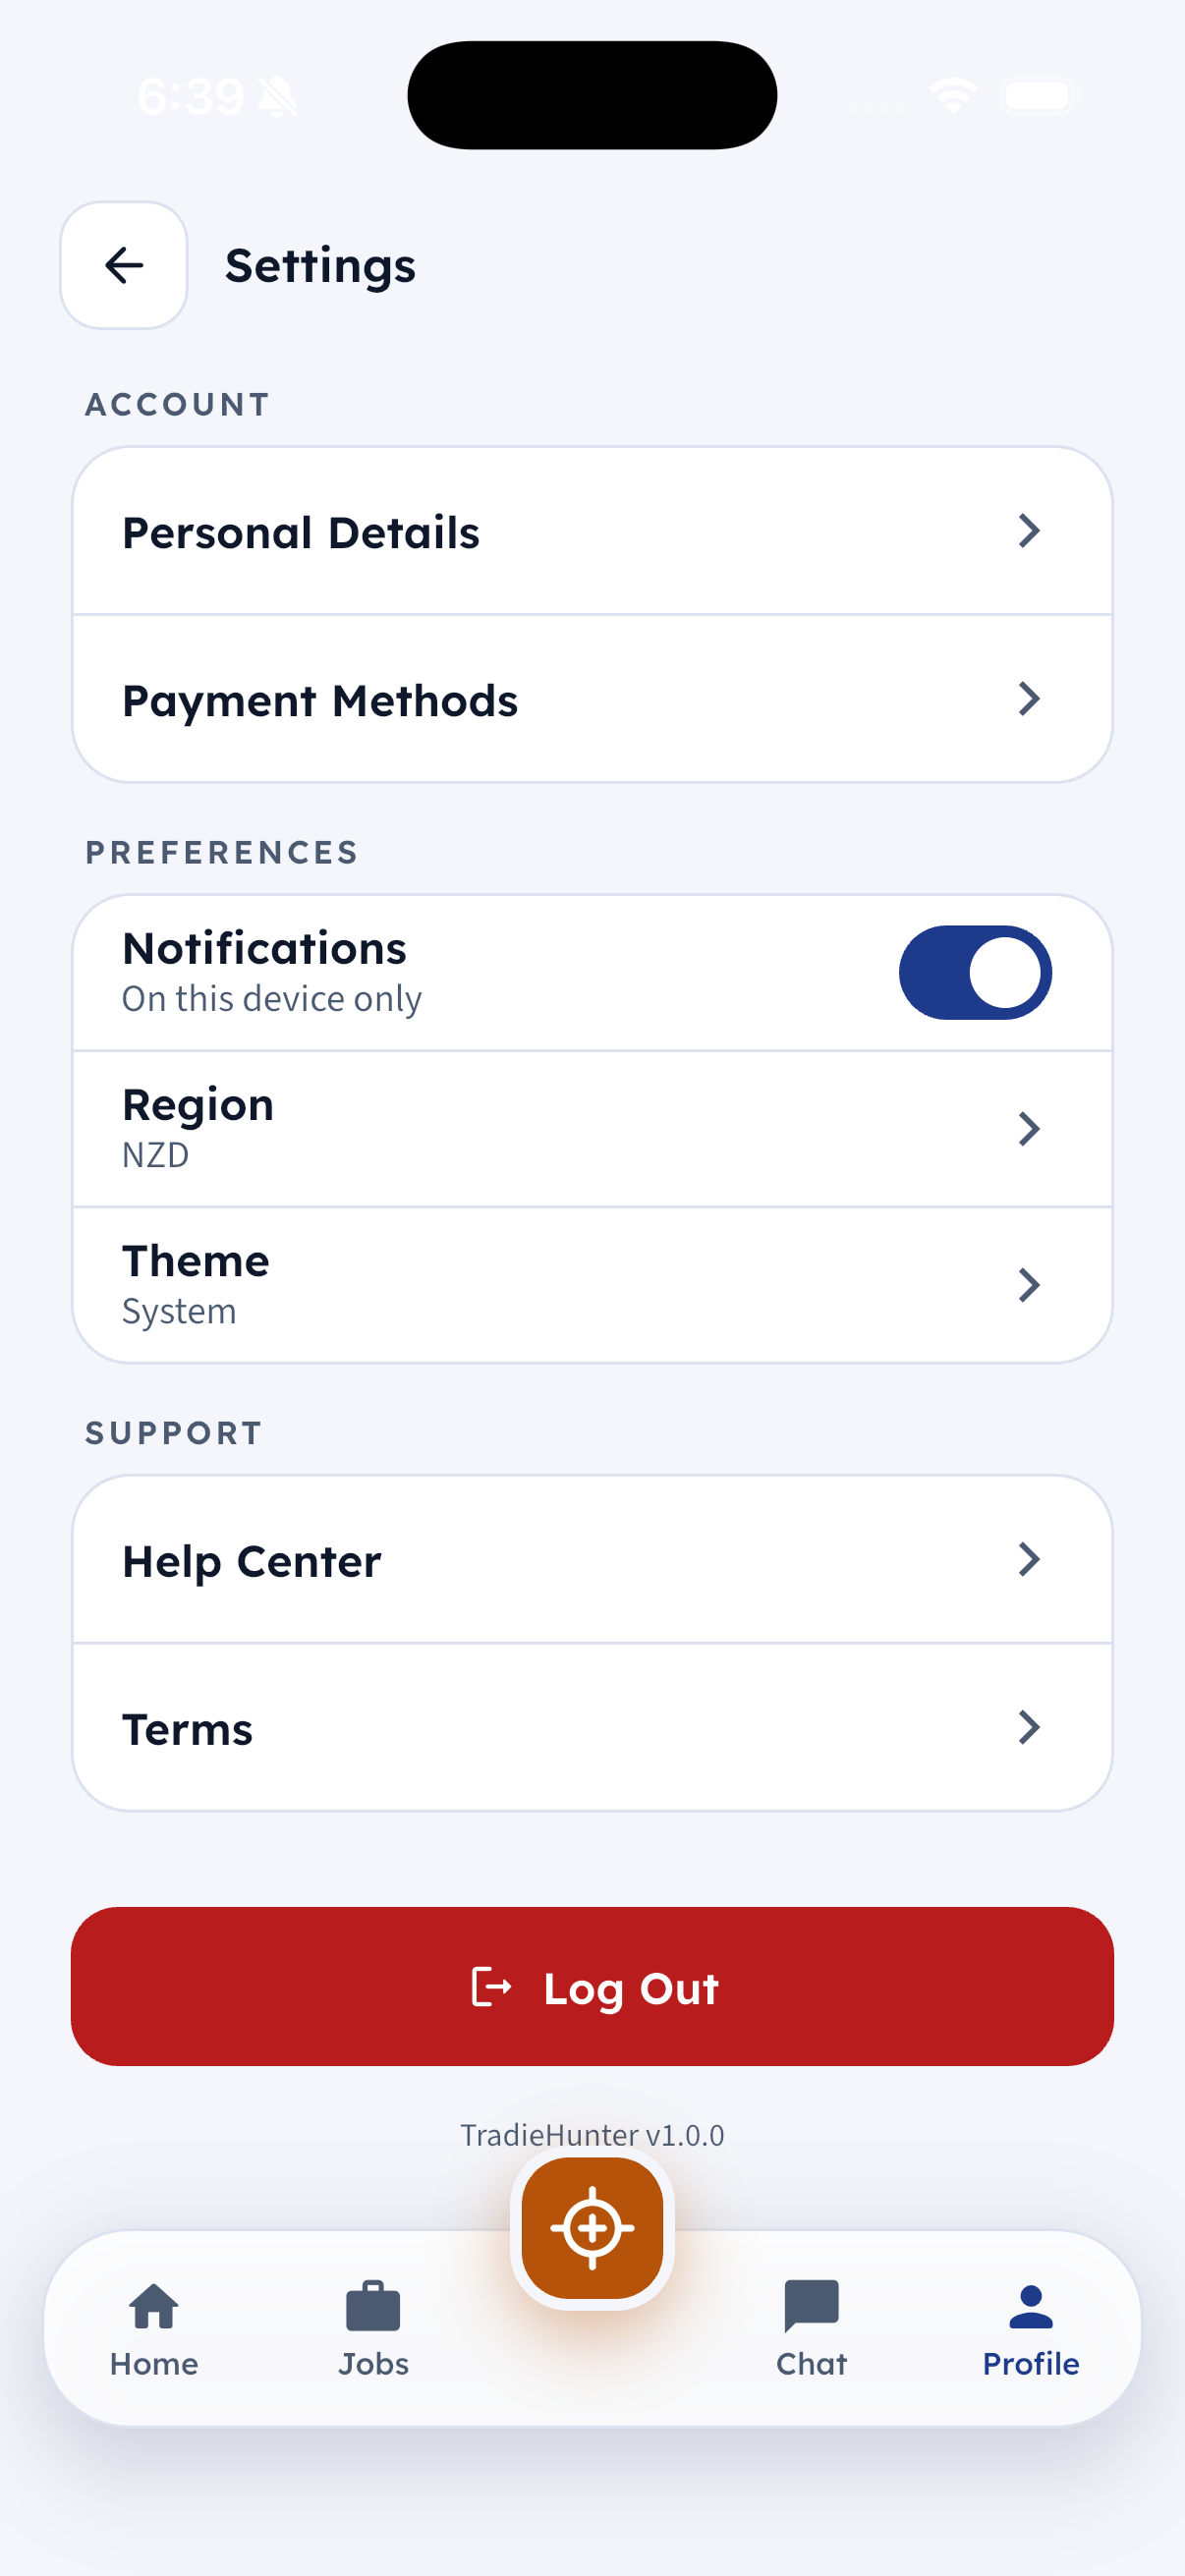 6:39
Settings
ACCOUNT
Personal Details
Payment Methods
PREFERENCES
Notifications
On this device only
Region
NZD
Theme
System
SUPPORT
Help Center
Terms
Log Out
TradieHunter v1.0.0
Home
Jobs
Chat
Profile